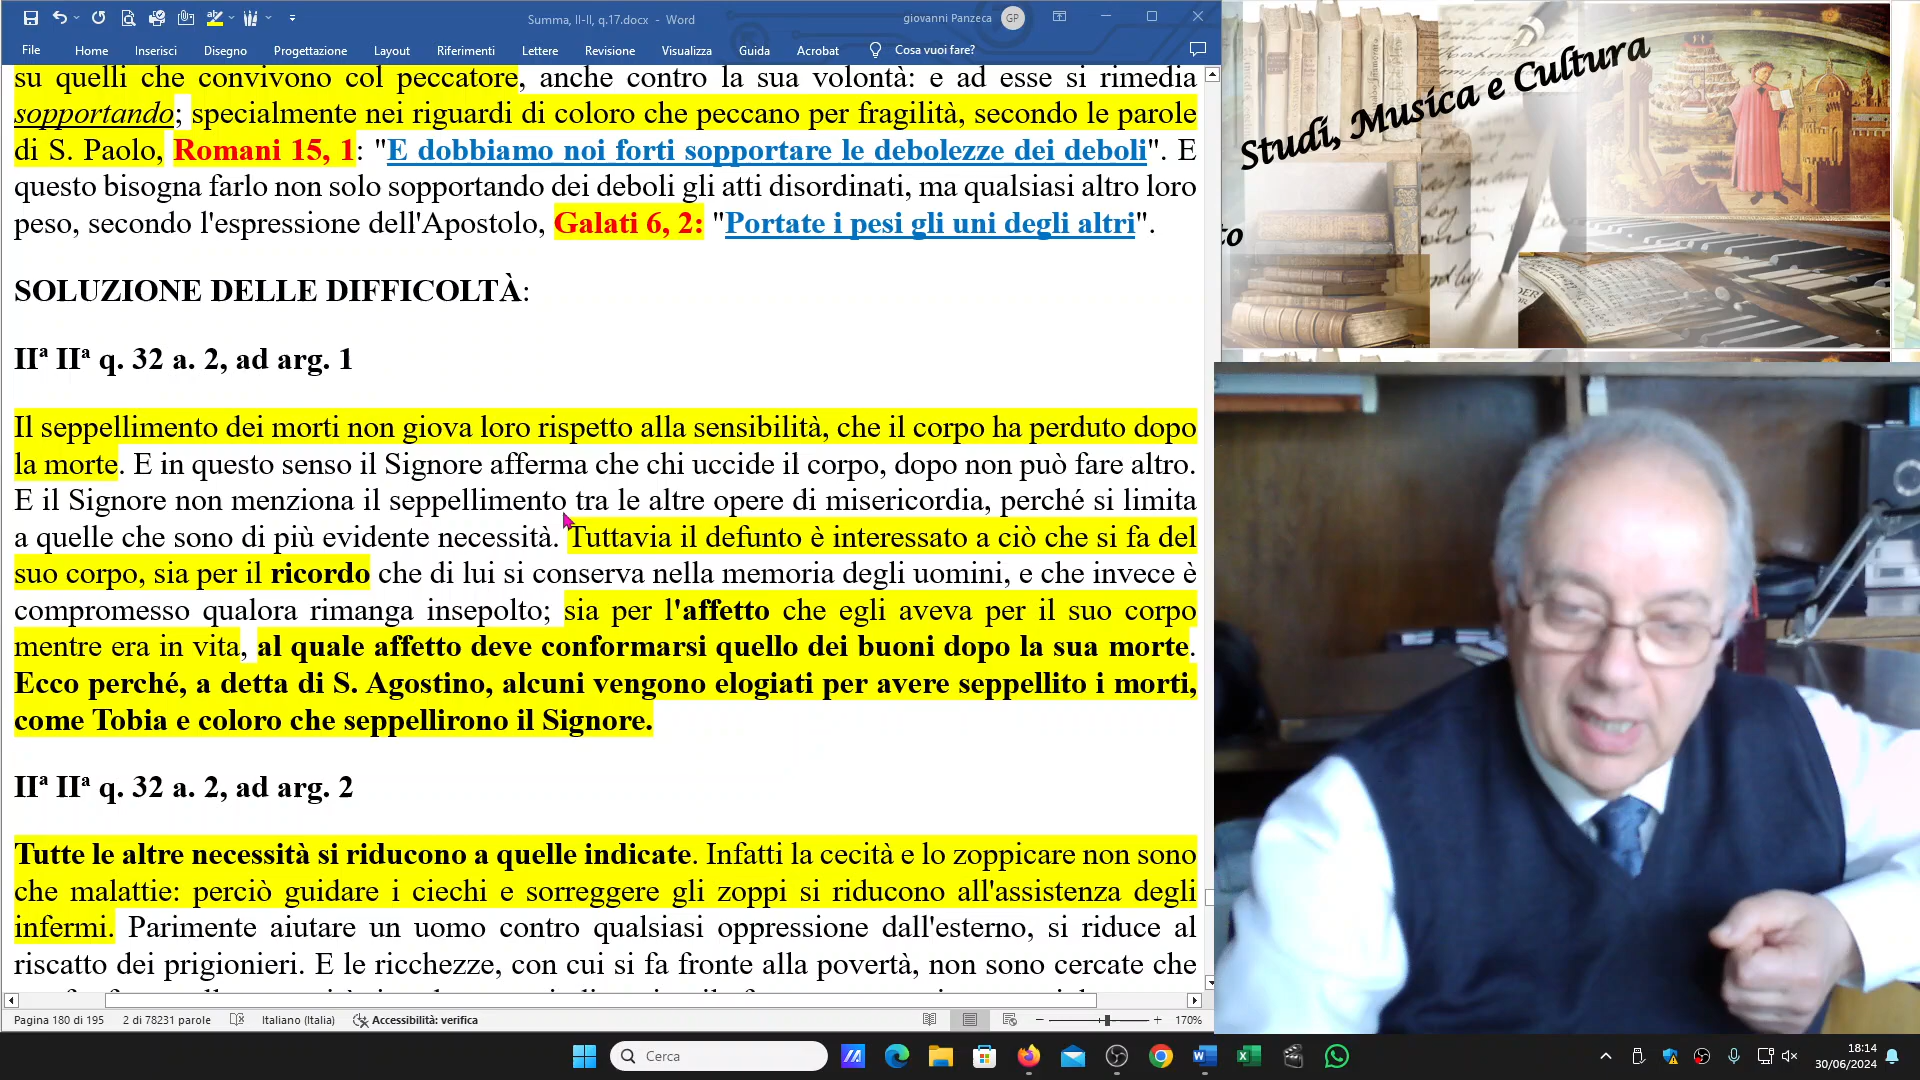 Summa, II-II, q.17.docx - Word
giovanni Panzeca
GP
File
Home
Inserisci
Disegno
Progettazione
Layout
Riferimenti
Lettere
Revisione
Visualizza
Guida
Acrobat
Cosa vuoi fare?
su quelli che convivono col peccatore, anche contro la sua volontà: e ad esse si rimedia
sopportando; specialmente nei riguardi di coloro che peccano per fragilità, secondo le parole
di S. Paolo, Romani 15, 1: "E dobbiamo noi forti sopportare le debolezze dei deboli". E
questo bisogna farlo non solo sopportando dei deboli gli atti disordinati, ma qualsiasi altro loro
peso, secondo l'espressione dell'Apostolo, Galati 6, 2: "Portate i pesi gli uni degli altri".
SOLUZIONE DELLE DIFFICOLTÀ:
IIª IIª q. 32 a. 2, ad arg. 1
Il seppellimento dei morti non giova loro rispetto alla sensibilità, che il corpo ha perduto dopo
la morte. E in questo senso il Signore afferma che chi uccide il corpo, dopo non può fare altro.
E il Signore non menziona il seppellimento tra le altre opere di misericordia, perché si limita
a quelle che sono di più evidente necessità. Tuttavia il defunto è interessato a ciò che si fa del
suo corpo, sia per il ricordo che di lui si conserva nella memoria degli uomini, e che invece è
compromesso qualora rimanga insepolto; sia per l'affetto che egli aveva per il suo corpo
mentre era in vita, al quale affetto deve conformarsi quello dei buoni dopo la sua morte.
Ecco perché, a detta di S. Agostino, alcuni vengono elogiati per avere seppellito i morti,
come Tobia e coloro che seppellirono il Signore.
IIª IIª q. 32 a. 2, ad arg. 2
Tutte le altre necessità si riducono a quelle indicate. Infatti la cecità e lo zoppicare non sono
che malattie: perciò guidare i ciechi e sorreggere gli zoppi si riducono all'assistenza degli
infermi. Parimente aiutare un uomo contro qualsiasi oppressione dall'esterno, si riduce al
riscatto dei prigionieri. E le ricchezze, con cui si fa fronte alla povertà, non sono cercate che
Pagina 180 di 195
2 di 78231 parole
Italiano (Italia)
Accessibilità: verifica
170%
Studi, Musica e Cultura
to
Cerca
18:14
30/06/2024